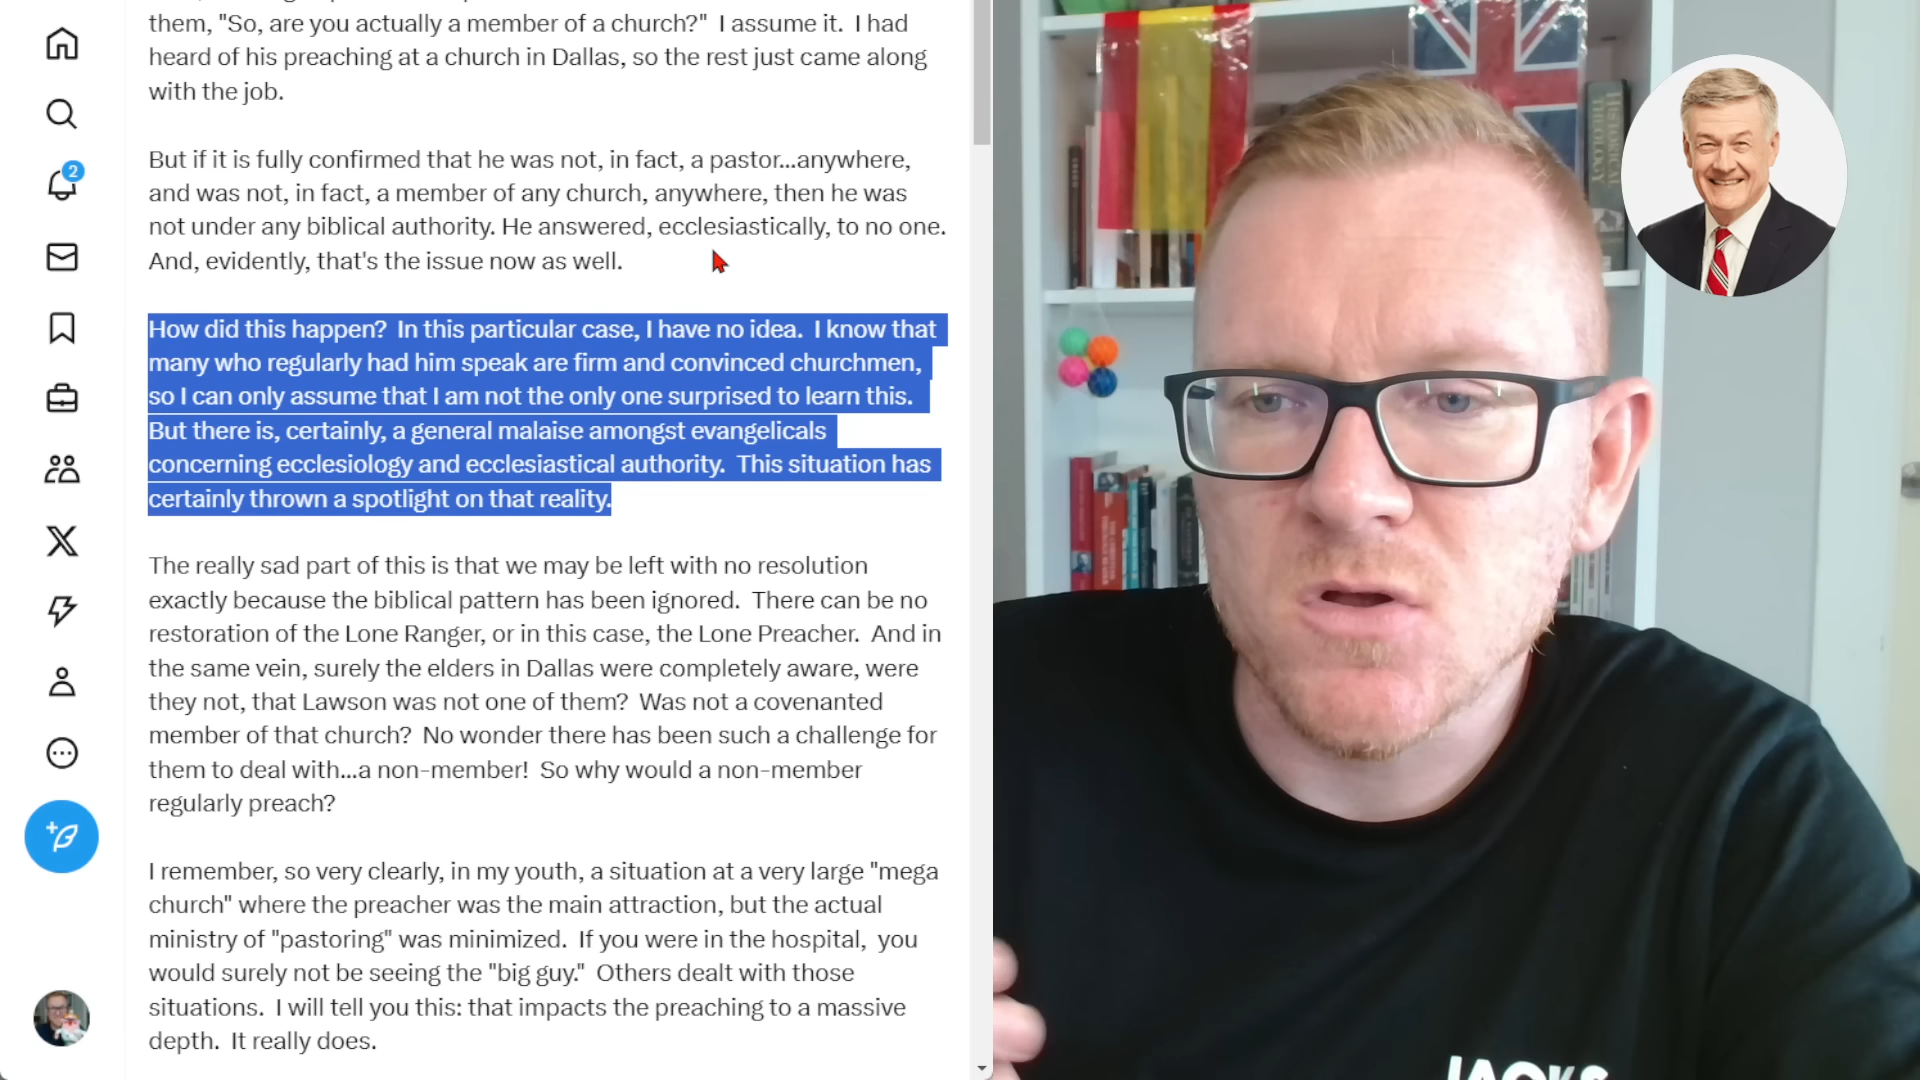 them, "So, are you actually a member of a church?"  I assume it.  I had
heard of his preaching at a church in Dallas, so the rest just came along
with the job.
But if it is fully confirmed that he was not, in fact, a pastor...anywhere,
and was not, in fact, a member of any church, anywhere, then he was
not under any biblical authority. He answered, ecclesiastically, to no one.
And, evidently, that's the issue now as well.
How did this happen?  In this particular case, I have no idea.  I know that
many who regularly had him speak are firm and convinced churchmen,
so I can only assume that I am not the only one surprised to learn this.
But there is, certainly, a general malaise amongst evangelicals
concerning ecclesiology and ecclesiastical authority.  This situation has
certainly thrown a spotlight on that reality.
The really sad part of this is that we may be left with no resolution
exactly because the biblical pattern has been ignored.  There can be no
restoration of the Lone Ranger, or in this case, the Lone Preacher.  And in
the same vein, surely the elders in Dallas were completely aware, were
they not, that Lawson was not one of them?  Was not a covenanted
member of that church?  No wonder there has been such a challenge for
them to deal with...a non-member!  So why would a non-member
regularly preach?
I remember, so very clearly, in my youth, a situation at a very large "mega
church" where the preacher was the main attraction, but the actual
ministry of "pastoring" was minimized.  If you were in the hospital,  you
would surely not be seeing the "big guy."  Others dealt with those
situations.  I will tell you this: that impacts the preaching to a massive
depth.  It really does.
2
HISTORICAL
THEOLOGY
JACKS